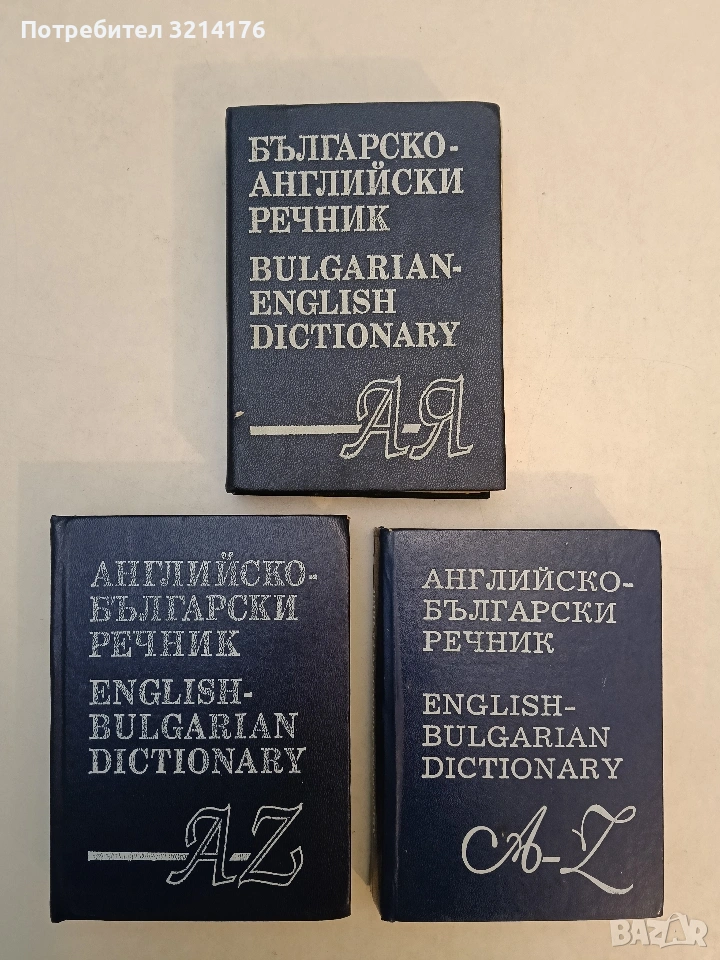 Потребител 3214176
БЪЛГАРСКО-
АНГЛИЙСКИ
РЕЧНИК
BULGARIAN-
ENGLISH
DICTIONARY
А-Я
АНГЛИЙСКО-
БЪЛГАРСКИ
РЕЧНИК
ENGLISH-
BULGARIAN
DICTIONARY
A-Z
АНГЛИЙСКО-
БЪЛГАРСКИ
РЕЧНИК
ENGLISH-
BULGARIAN
DICTIONARY
A-Z
BAZAR